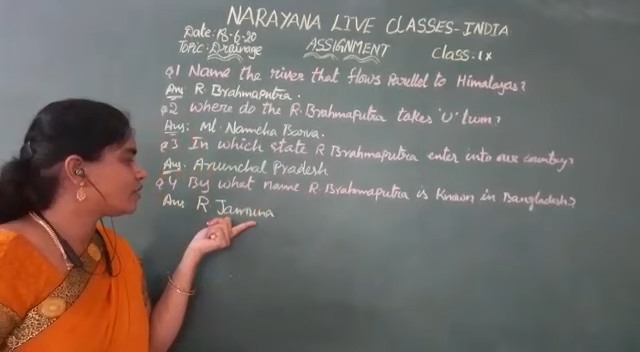 NARAYANA LIVE CLASSES-INDIA
Date: 13-6-20
Topic: Drainage ASSIGNMENT Class: IX
Q1 Name the river that flows Parallel to Himalayas?
Ans R. Brahmaputra.
Q2 where do the R. Brahmaputra takes 'U' turn?
Ans: Mt. Namcha Barva.
Q3 In which state R Brahmaputra enter into our country?
Ans: Arunchal Pradesh
Q4 By what name R. Brahmaputra is Known in Bangladesh?
Ans R Jamuna